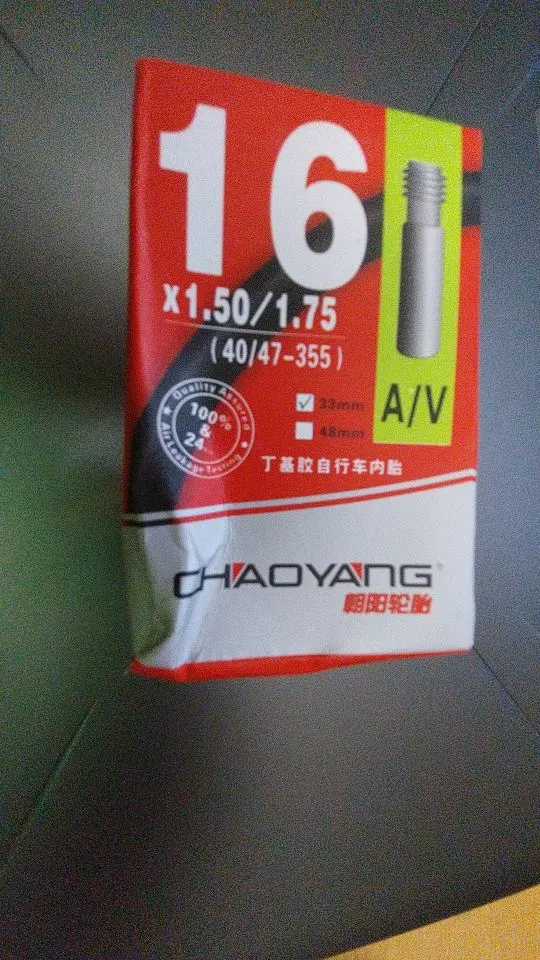 16
x1.50/1.75
(40/47-355)
33mm
48mm
A/V
Quality Assured
100%
&
24
Air Leakage Testing
丁基胶自行车内胎
CHAOYANG®
朝阳轮胎